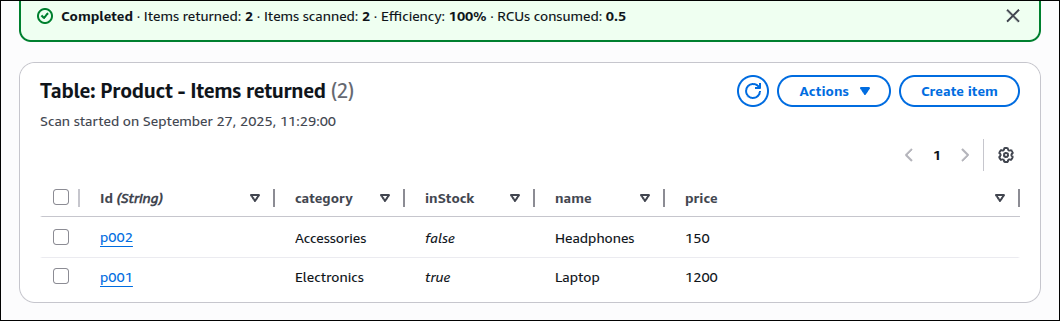 Completed · Items returned: 2 · Items scanned: 2 · Efficiency: 100% · RCUs consumed: 0.5
Table: Product - Items returned (2)
Actions
Create item
Scan started on September 27, 2025, 11:29:00
1
Id (String) category inStock name price
p002 Accessories false Headphones 150
p001 Electronics true Laptop 1200